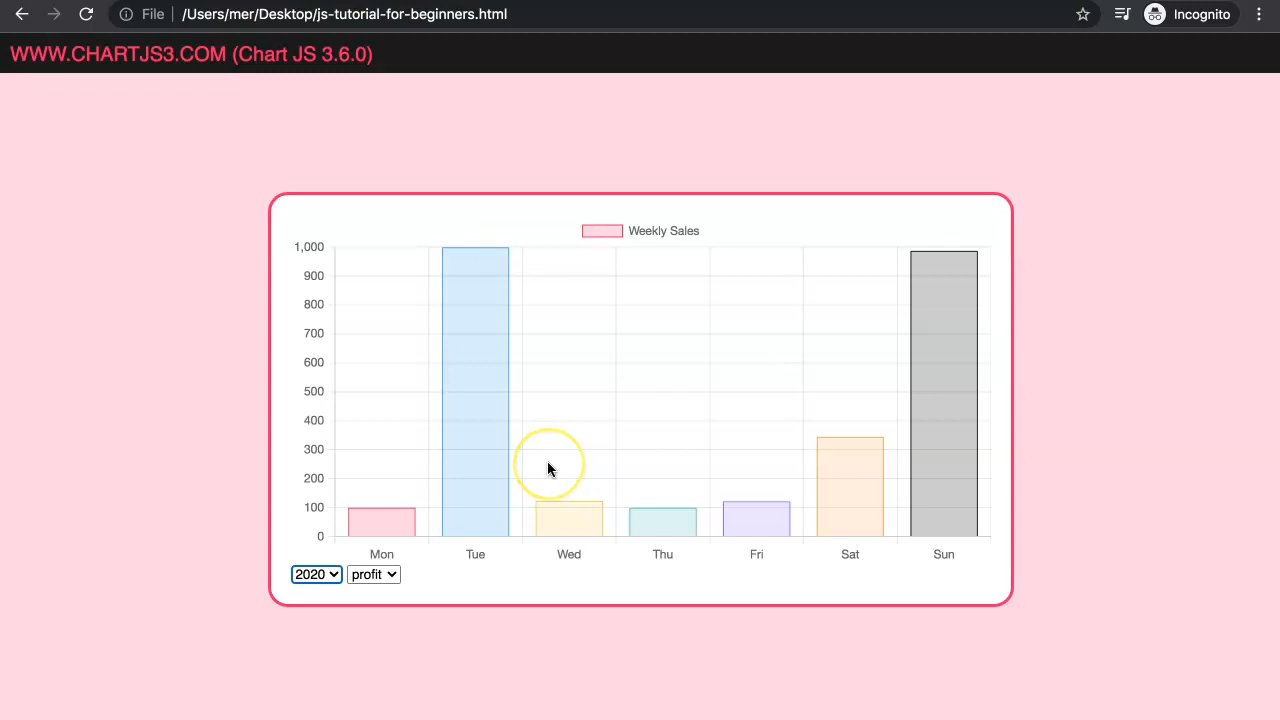 File /Users/mer/Desktop/js-tutorial-for-beginners.html Incognito
WWW.CHARTJS3.COM (Chart JS 3.6.0)
Weekly Sales
1,000
900
800
700
600
500
400
300
200
100
0
Mon Tue Wed Thu Fri Sat Sun
2020 profit